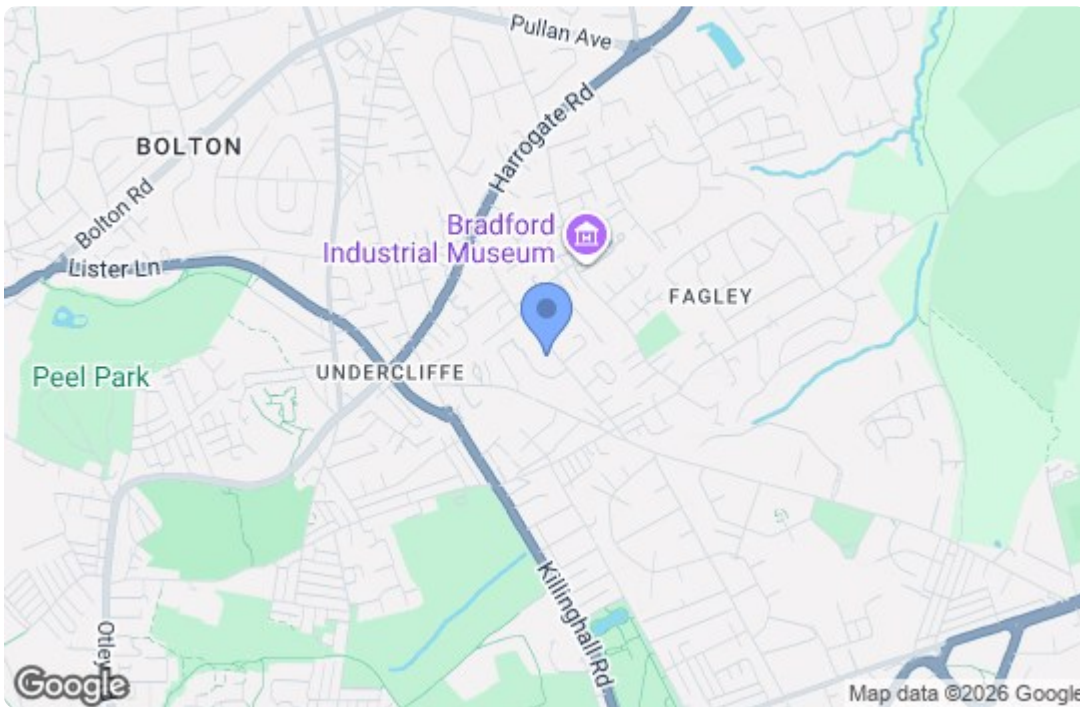 Pullan Ave
Harrogate Rd
BOLTON
Bolton Rd
Bradford
Industrial Museum
Lister Ln
FAGLEY
UNDERCLIFFE
Peel Park
Killinghall Rd
Otley
Google
Map data ©2026 Google